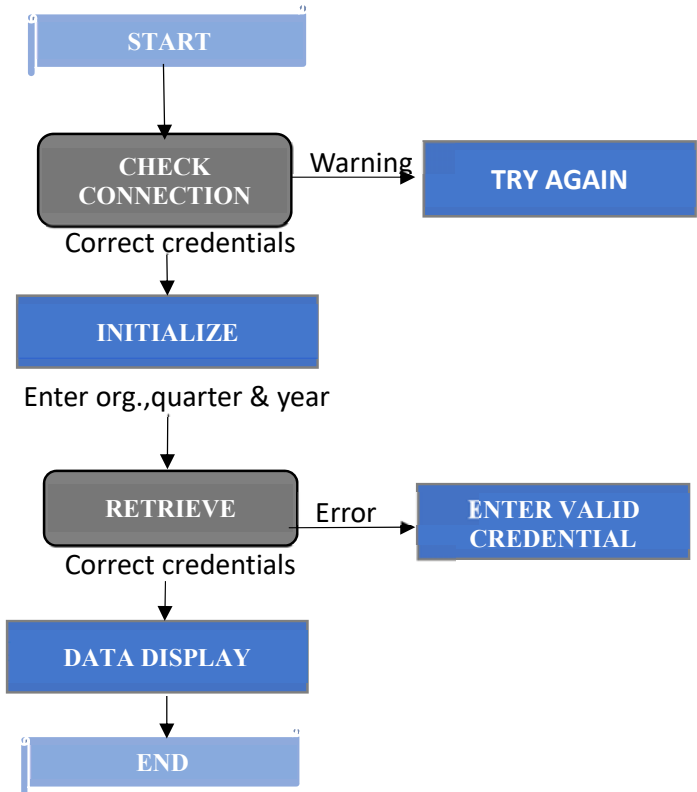 START
CHECK
CONNECTION
Warning
TRY AGAIN
Correct credentials
INITIALIZE
Enter org.,quarter & year
RETRIEVE
Error
ENTER VALID
CREDENTIAL
Correct credentials
DATA DISPLAY
END